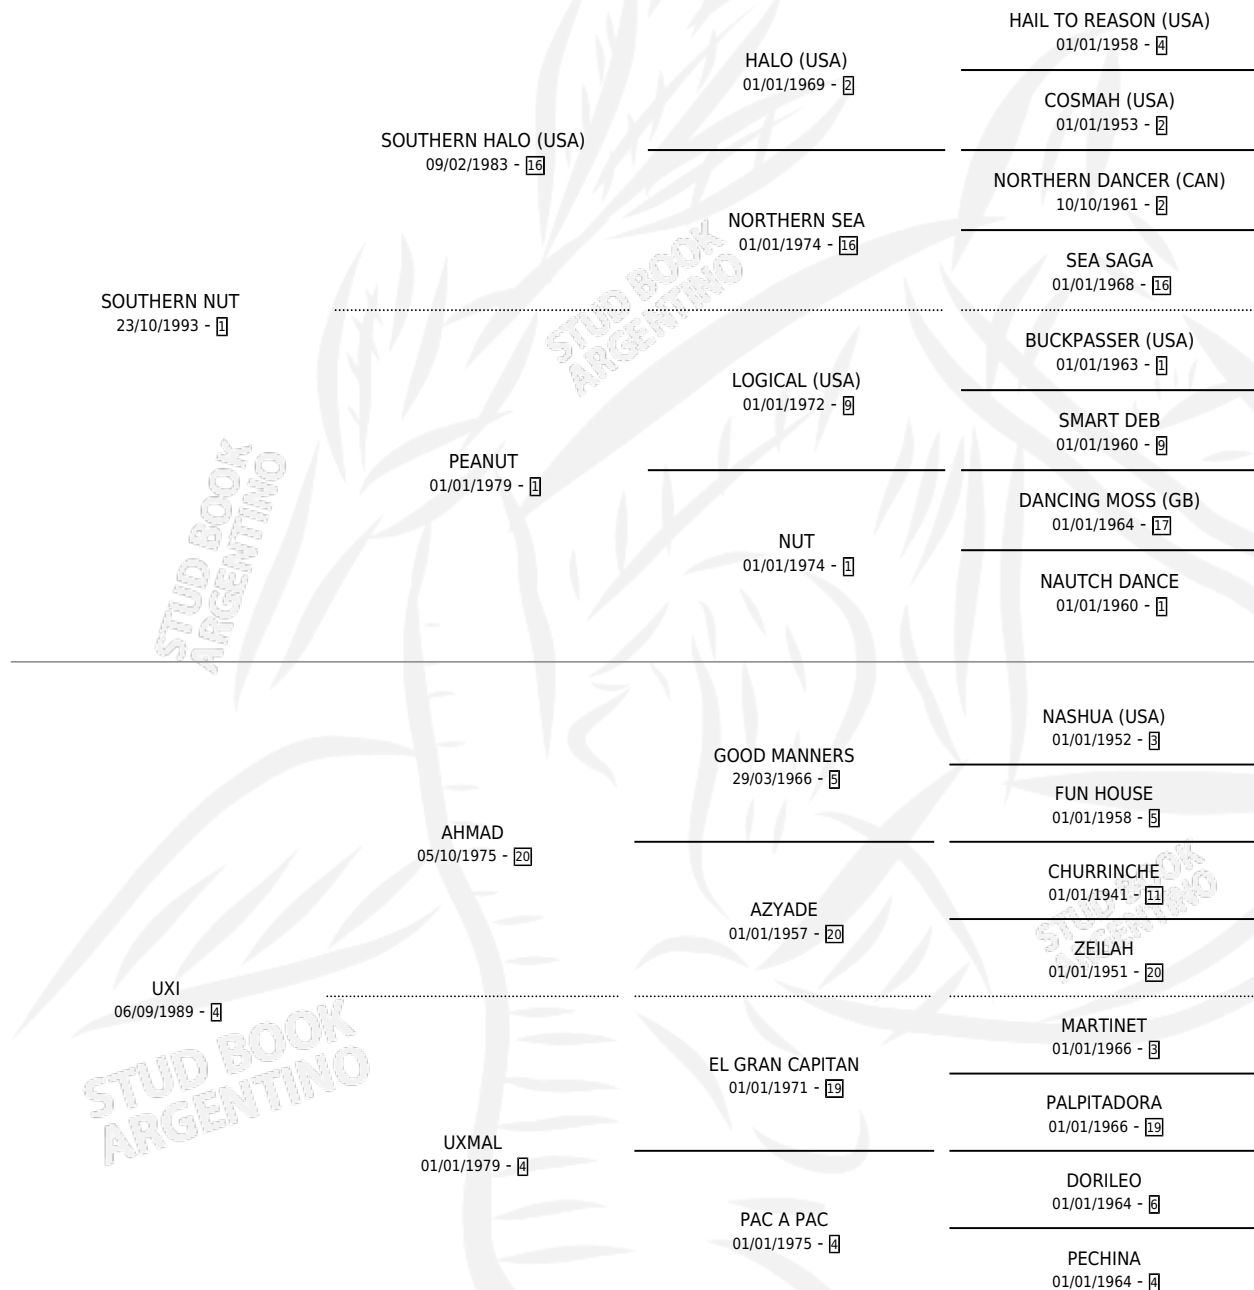 HAIL TO REASON (USA)
01/01/1958 - 4
HALO (USA)
01/01/1969 - 2
COSMAH (USA)
01/01/1953 - 2
SOUTHERN HALO (USA)
09/02/1983 - 16
NORTHERN DANCER (CAN)
10/10/1961 - 2
NORTHERN SEA
01/01/1974 - 16
SEA SAGA
01/01/1968 - 16
SOUTHERN NUT
23/10/1993 - 1
BUCKPASSER (USA)
01/01/1963 - 1
LOGICAL (USA)
01/01/1972 - 9
SMART DEB
01/01/1960 - 9
PEANUT
01/01/1979 - 1
DANCING MOSS (GB)
01/01/1964 - 17
NUT
01/01/1974 - 1
NAUTCH DANCE
01/01/1960 - 1
NASHUA (USA)
01/01/1952 - 3
GOOD MANNERS
29/03/1966 - 5
FUN HOUSE
01/01/1958 - 5
AHMAD
05/10/1975 - 20
CHURRINCHE
01/01/1941 - 11
AZYADE
01/01/1957 - 20
ZEILAH
01/01/1951 - 20
UXI
06/09/1989 - 4
MARTINET
01/01/1966 - 3
EL GRAN CAPITAN
01/01/1971 - 19
PALPITADORA
01/01/1966 - 19
UXMAL
01/01/1979 - 4
DORILEO
01/01/1964 - 6
PAC A PAC
01/01/1975 - 4
PECHINA
01/01/1964 - 4
STUD BOOK
ARGENTINO
STUD BOOK
ARGENTINO
STUD BOOK
ARGENTINO
STUD BOOK
ARGENTINO